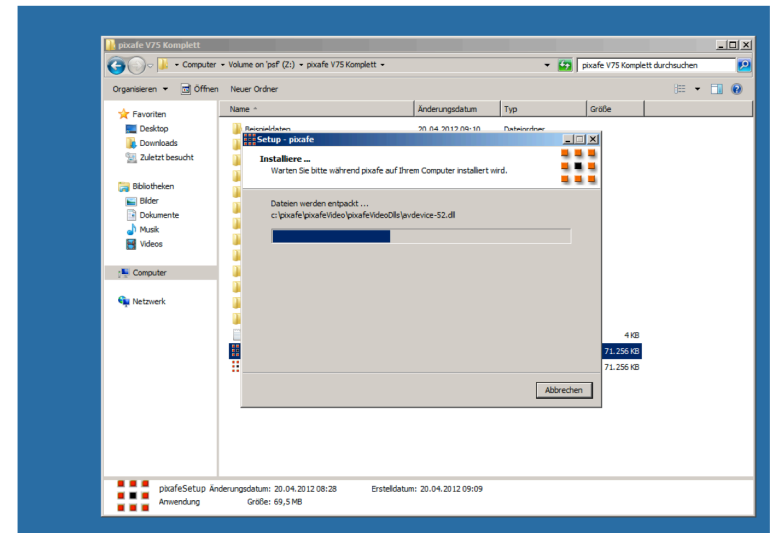 pixafe V75 Komplett
Computer Volume on 'psf' (Z:) pixafe V75 Komplett
pixafe V75 Komplett durchsuchen
Organisieren Öffnen Neuer Ordner
Favoriten
Desktop
Downloads
Zuletzt besucht
Bibliotheken
Bilder
Dokumente
Musik
Videos
Computer
Netzwerk
Name Änderungsdatum Typ Größe
Beispieldaten 20.04.2012 09:10 Dateiordner
Setup - pixafe
Installiere ...
Warten Sie bitte während pixafe auf Ihrem Computer installiert wird.
Dateien werden entpackt ...
c:\pixafe\pixafeVideo\pixafeVideoDlls\avdevice-52.dll
Abbrechen
4 KB
71.256 KB
71.256 KB
pixafeSetup Änderungsdatum: 20.04.2012 08:28 Erstelldatum: 20.04.2012 09:09
Anwendung Größe: 69,5 MB